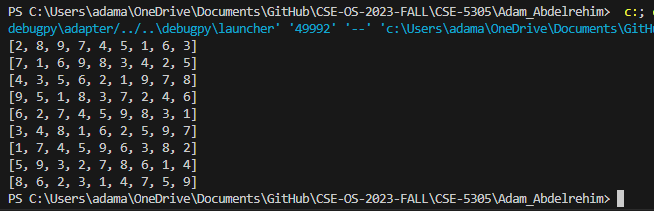 PS C:\Users\adama\OneDrive\Documents\GitHub\CSE-OS-2023-FALL\CSE-5305\Adam_Abdelrehim>  c:;
debugpy\adapter/../..\debugpy\launcher' '49992' '--' 'c:\Users\adama\OneDrive\Documents\GitHu
[2, 8, 9, 7, 4, 5, 1, 6, 3]
[7, 1, 6, 9, 8, 3, 4, 2, 5]
[4, 3, 5, 6, 2, 1, 9, 7, 8]
[9, 5, 1, 8, 3, 7, 2, 4, 6]
[6, 2, 7, 4, 5, 9, 8, 3, 1]
[3, 4, 8, 1, 6, 2, 5, 9, 7]
[1, 7, 4, 5, 9, 6, 3, 8, 2]
[5, 9, 3, 2, 7, 8, 6, 1, 4]
[8, 6, 2, 3, 1, 4, 7, 5, 9]
PS C:\Users\adama\OneDrive\Documents\GitHub\CSE-OS-2023-FALL\CSE-5305\Adam_Abdelrehim>